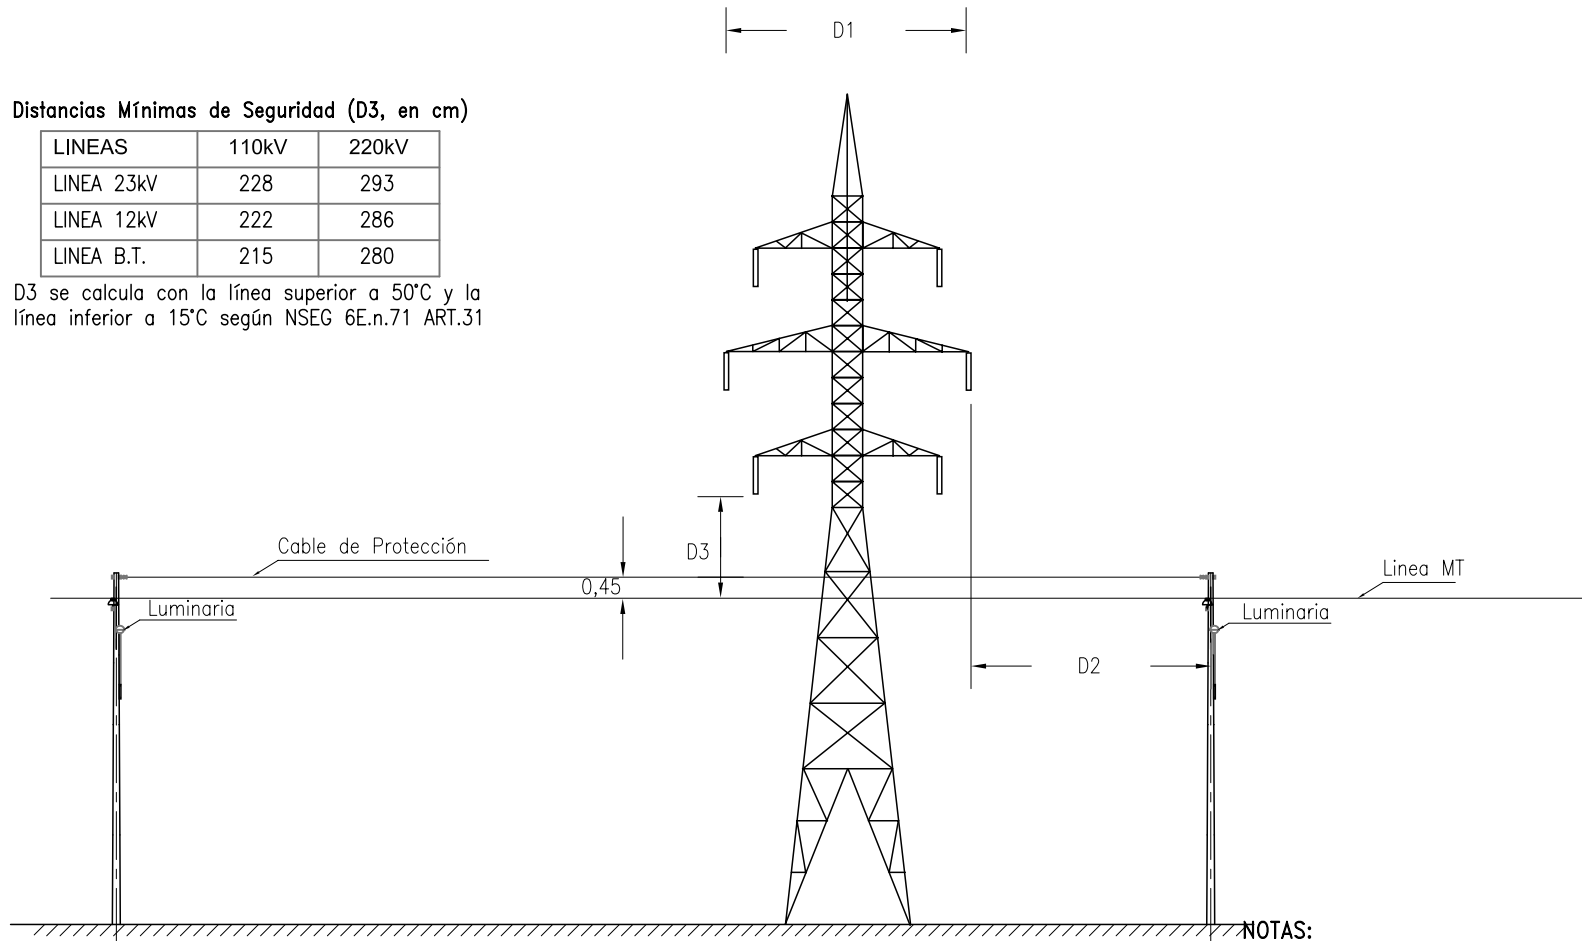 D1
Distancias Mínimas de Seguridad (D3, en cm)
LINEAS 110kV 220kV
LINEA 23kV 228 293
LINEA 12kV 222 286
LINEA B.T. 215 280
D3 se calcula con la línea superior a 50°C y la
línea inferior a 15°C según NSEG 6E.n.71 ART.31
Cable de Protección
D3
0,45
Linea MT
Luminaria
Luminaria
D2
NOTAS: